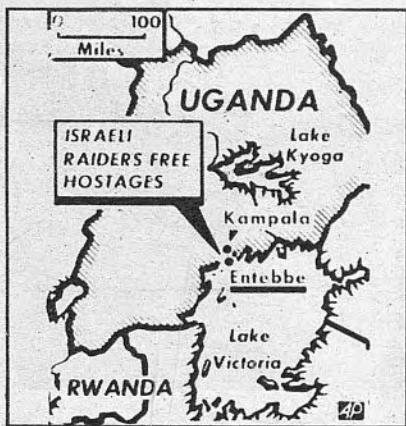 0 100
Miles
UGANDA
ISRAELI
RAIDERS FREE
HOSTAGES
Lake
Kyoga
Kampala
Entebbe
Lake
Victoria
RWANDA
AP